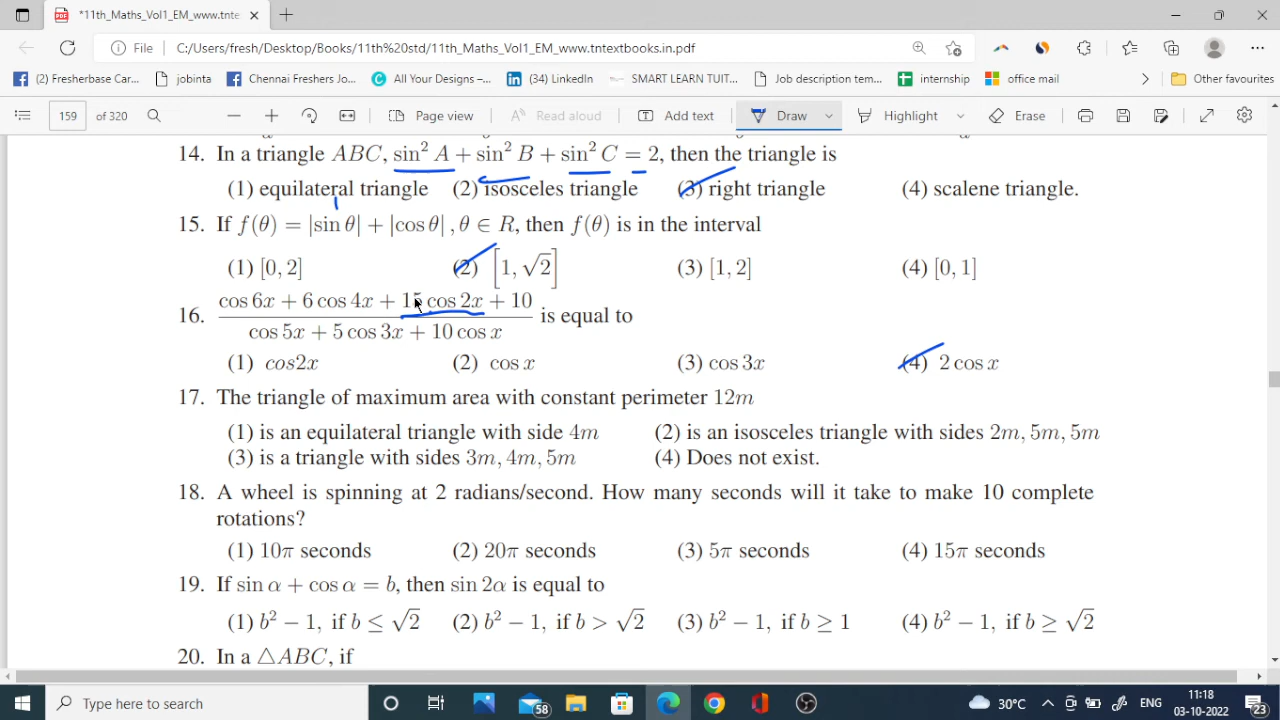 *11th_Maths_Vol1_EM_www.tnte
File C:/Users/fresh/Desktop/Books/11th%20std/11th_Maths_Vol1_EM_www.tntextbooks.in.pdf
(2) Fresherbase Car... jobinta Chennai Freshers Jo... All Your Designs –... (34) LinkedIn SMART LEARN TUIT... Job description tem... internship office mail Other favourites
159 of 320 Page view Read aloud Add text Draw Highlight Erase
14. In a triangle ABC, sin² A + sin² B + sin² C = 2, then the triangle is
(1) equilateral triangle (2) isosceles triangle (3) right triangle (4) scalene triangle.
15. If f(θ) = |sin θ| + |cos θ| , θ ∈ R, then f(θ) is in the interval
(1) [0, 2] (2) [1, √2] (3) [1, 2] (4) [0, 1]
cos 6x + 6 cos 4x + 15 cos 2x + 10
16. is equal to
cos 5x + 5 cos 3x + 10 cos x
(1) cos2x (2) cos x (3) cos 3x (4) 2 cos x
17. The triangle of maximum area with constant perimeter 12m
(1) is an equilateral triangle with side 4m (2) is an isosceles triangle with sides 2m, 5m, 5m
(3) is a triangle with sides 3m, 4m, 5m (4) Does not exist.
18. A wheel is spinning at 2 radians/second. How many seconds will it take to make 10 complete
rotations?
(1) 10π seconds (2) 20π seconds (3) 5π seconds (4) 15π seconds
19. If sin α + cos α = b, then sin 2α is equal to
(1) b² − 1, if b ≤ √2 (2) b² − 1, if b > √2 (3) b² − 1, if b ≥ 1 (4) b² − 1, if b ≥ √2
20. In a △ABC, if
Type here to search 58 30°C ENG 11:18
03-10-2022 23